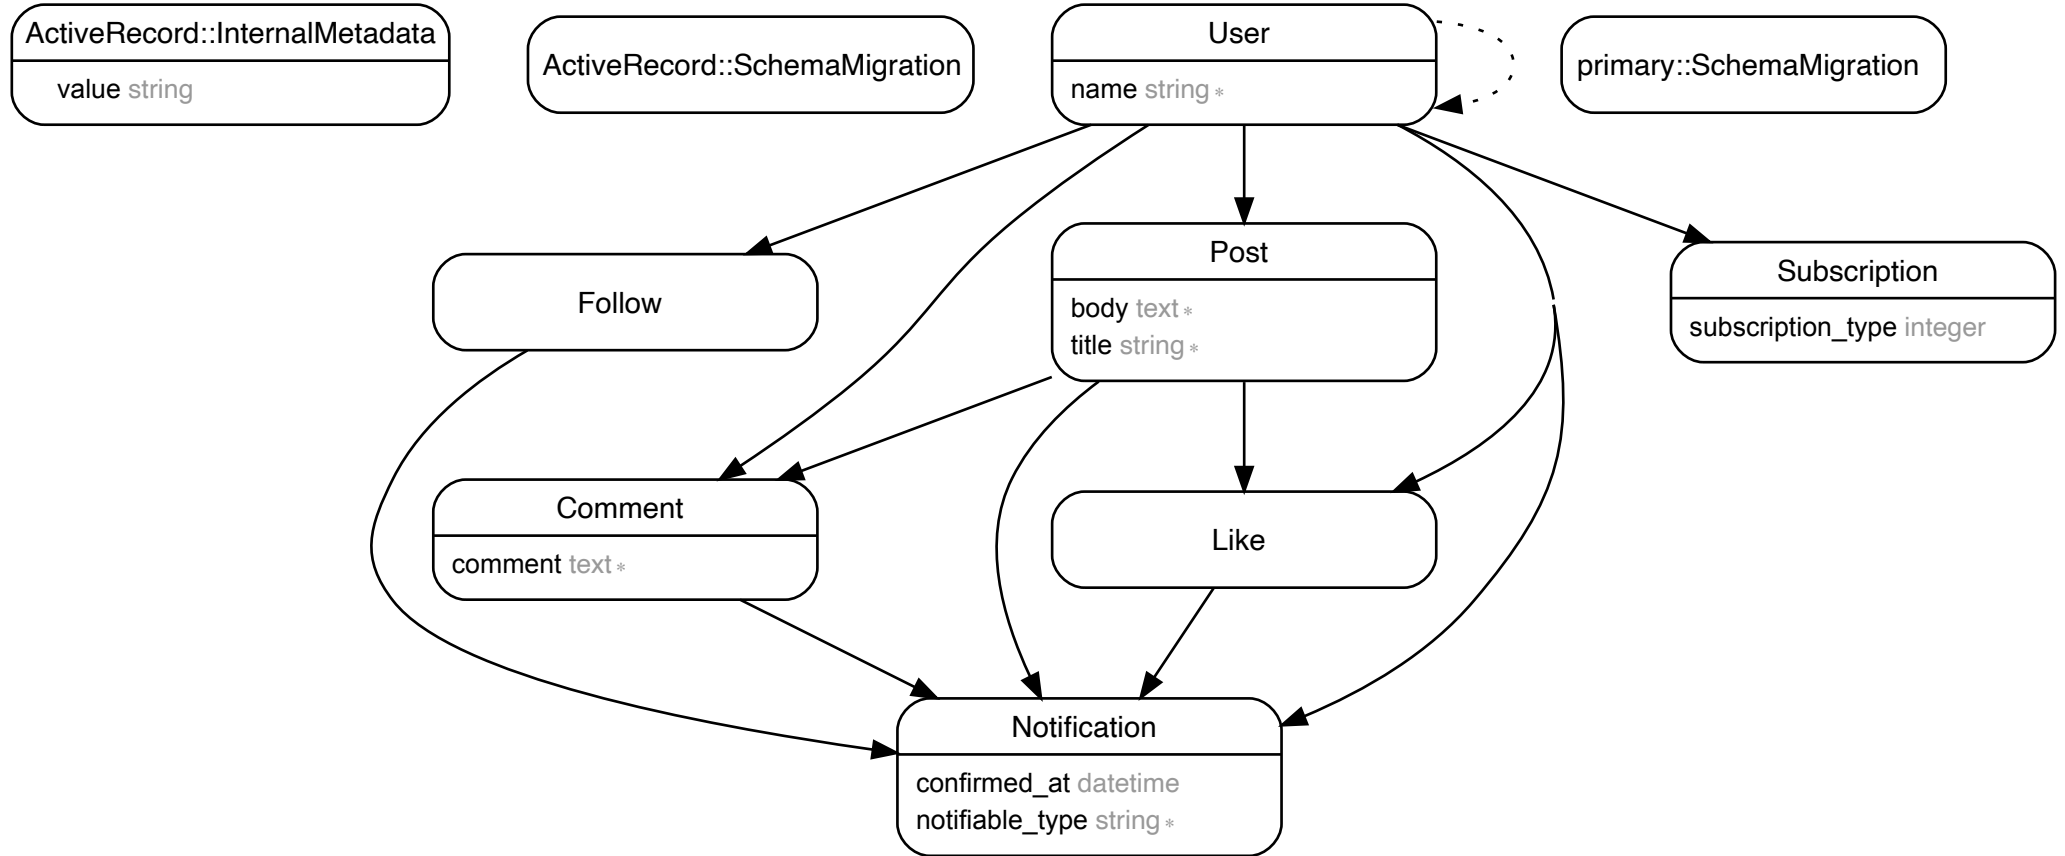 ActiveRecord::InternalMetadata
value string
ActiveRecord::SchemaMigration
User
name string *
primary::SchemaMigration
Follow
Post
body text *
title string *
Subscription
subscription_type integer
Comment
comment text *
Like
Notification
confirmed_at datetime
notifiable_type string *